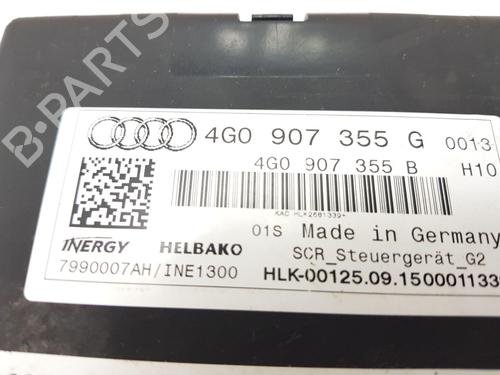 4G0 907 355 G 0013
4G0 907 355 B H10
01S Made in Germany
INERGY HELBAKO SCR_Steuergerät_G2
7990007AH/INE1300 HLK-00125.09.1500011339
B-PARTS